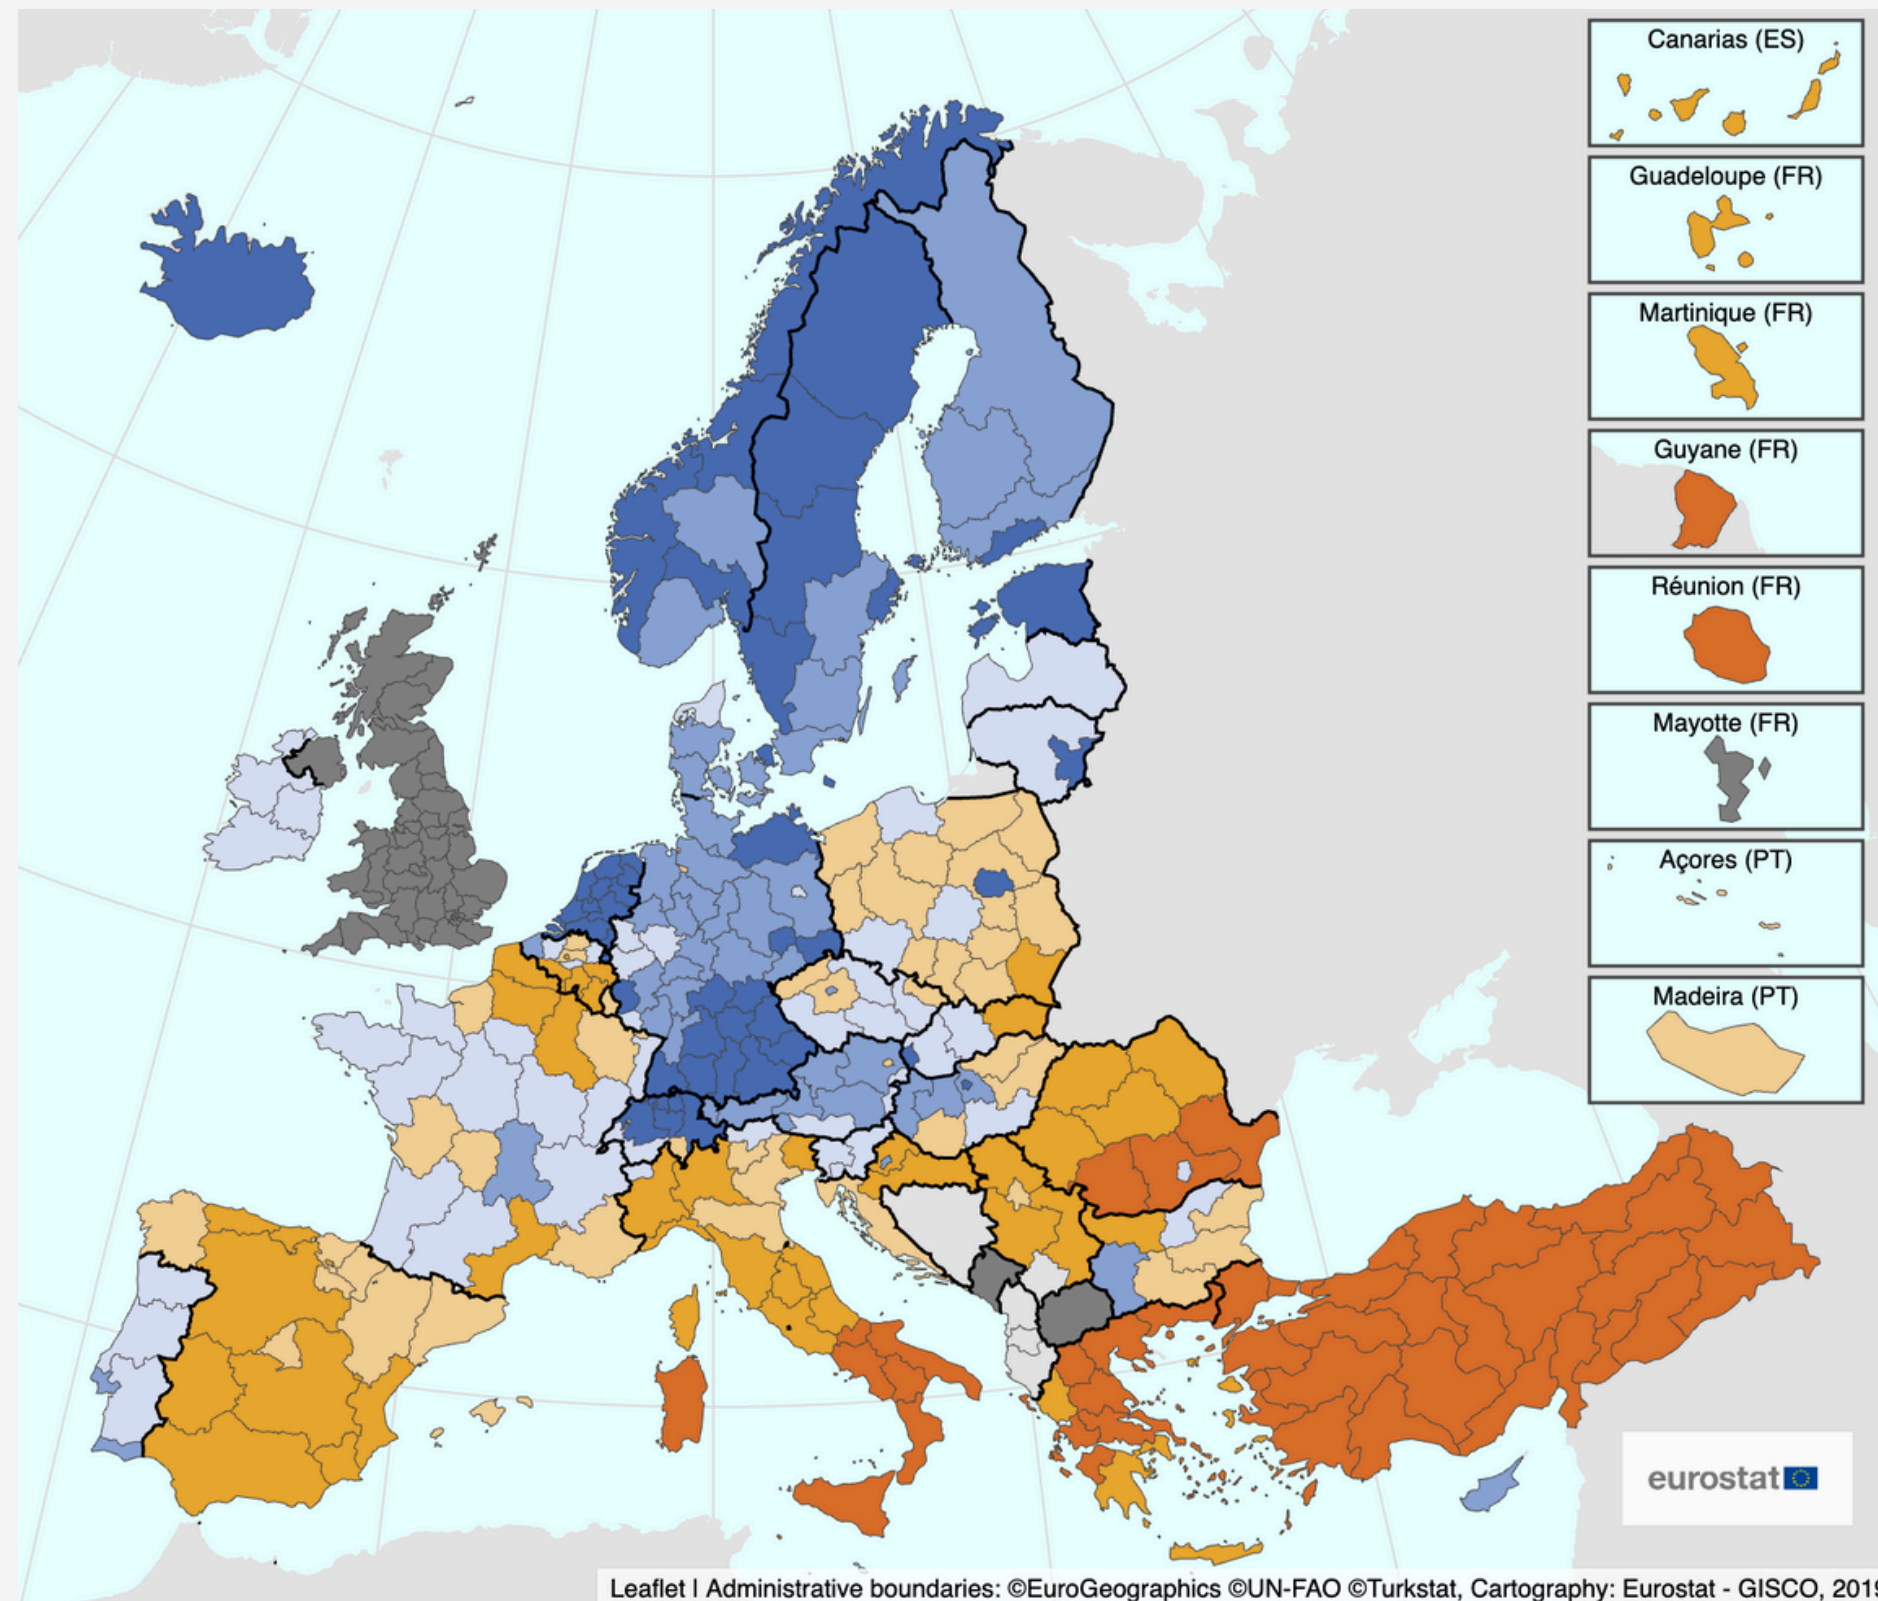 Canarias (ES)
Guadeloupe (FR)
Martinique (FR)
Guyane (FR)
Réunion (FR)
Mayotte (FR)
Açores (PT)
Madeira (PT)
eurostat
Leaflet | Administrative boundaries: ©EuroGeographics ©UN-FAO ©Turkstat, Cartography: Eurostat - GISCO, 2019